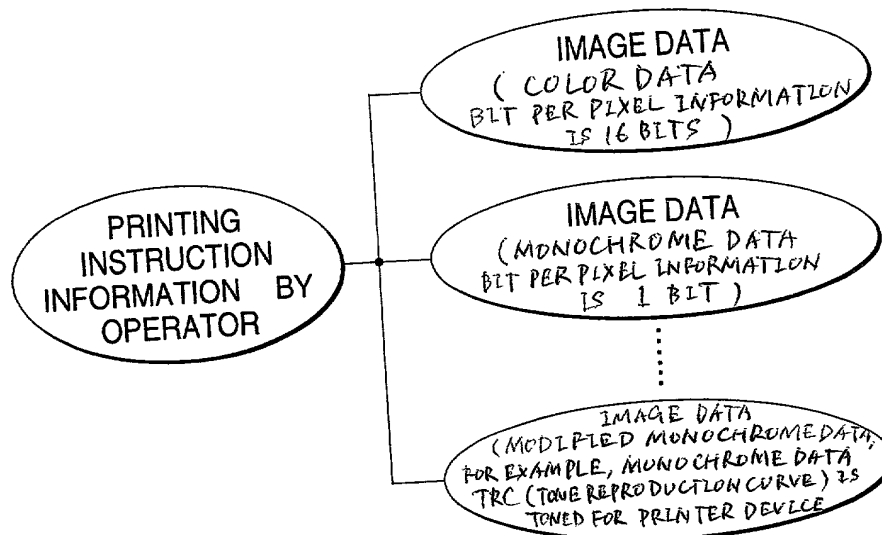 PRINTING
INSTRUCTION
INFORMATION BY
OPERATOR
IMAGE DATA
( COLOR DATA
BIT PER PIXEL INFORMATION
IS 16 BITS )
IMAGE DATA
(MONOCHROME DATA
BIT PER PIXEL INFORMATION
IS 1 BIT )
IMAGE DATA
(MODIFIED MONOCHROME DATA,
FOR EXAMPLE, MONOCHROME DATA
TRC (TONE REPRODUCTION CURVE) IS
TONED FOR PRINTER DEVICE